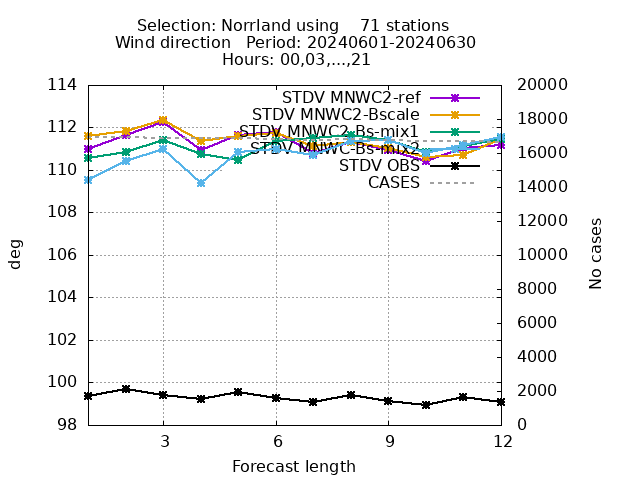 Selection: Norrland using    71 stations
Wind direction   Period: 20240601-20240630
Hours: 00,03,...,21
114
112
110
108
106
104
102
100
98
20000
18000
16000
14000
12000
10000
8000
6000
4000
2000
0
STDV MNWC2-ref
STDV MNWC2-Bscale
STDV MNWC2-Bs-mix1
STDV MNWC-Bs-mix2
STDV OBS
CASES
deg
No cases
3
6
9
12
Forecast length